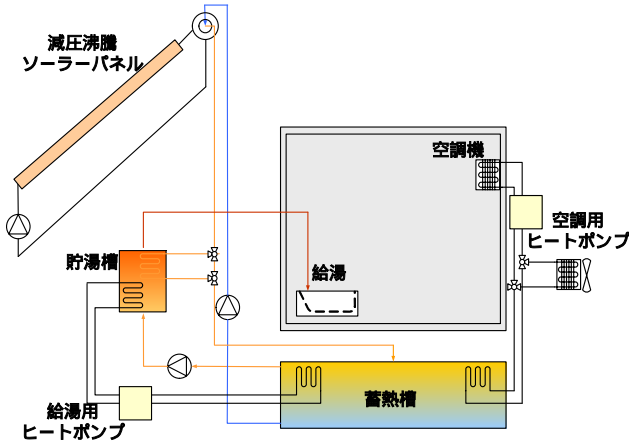 減圧沸騰
ソーラーパネル
空調機
空調用
ヒートポンプ
貯湯槽
給湯
蓄熱槽
給湯用
ヒートポンプ